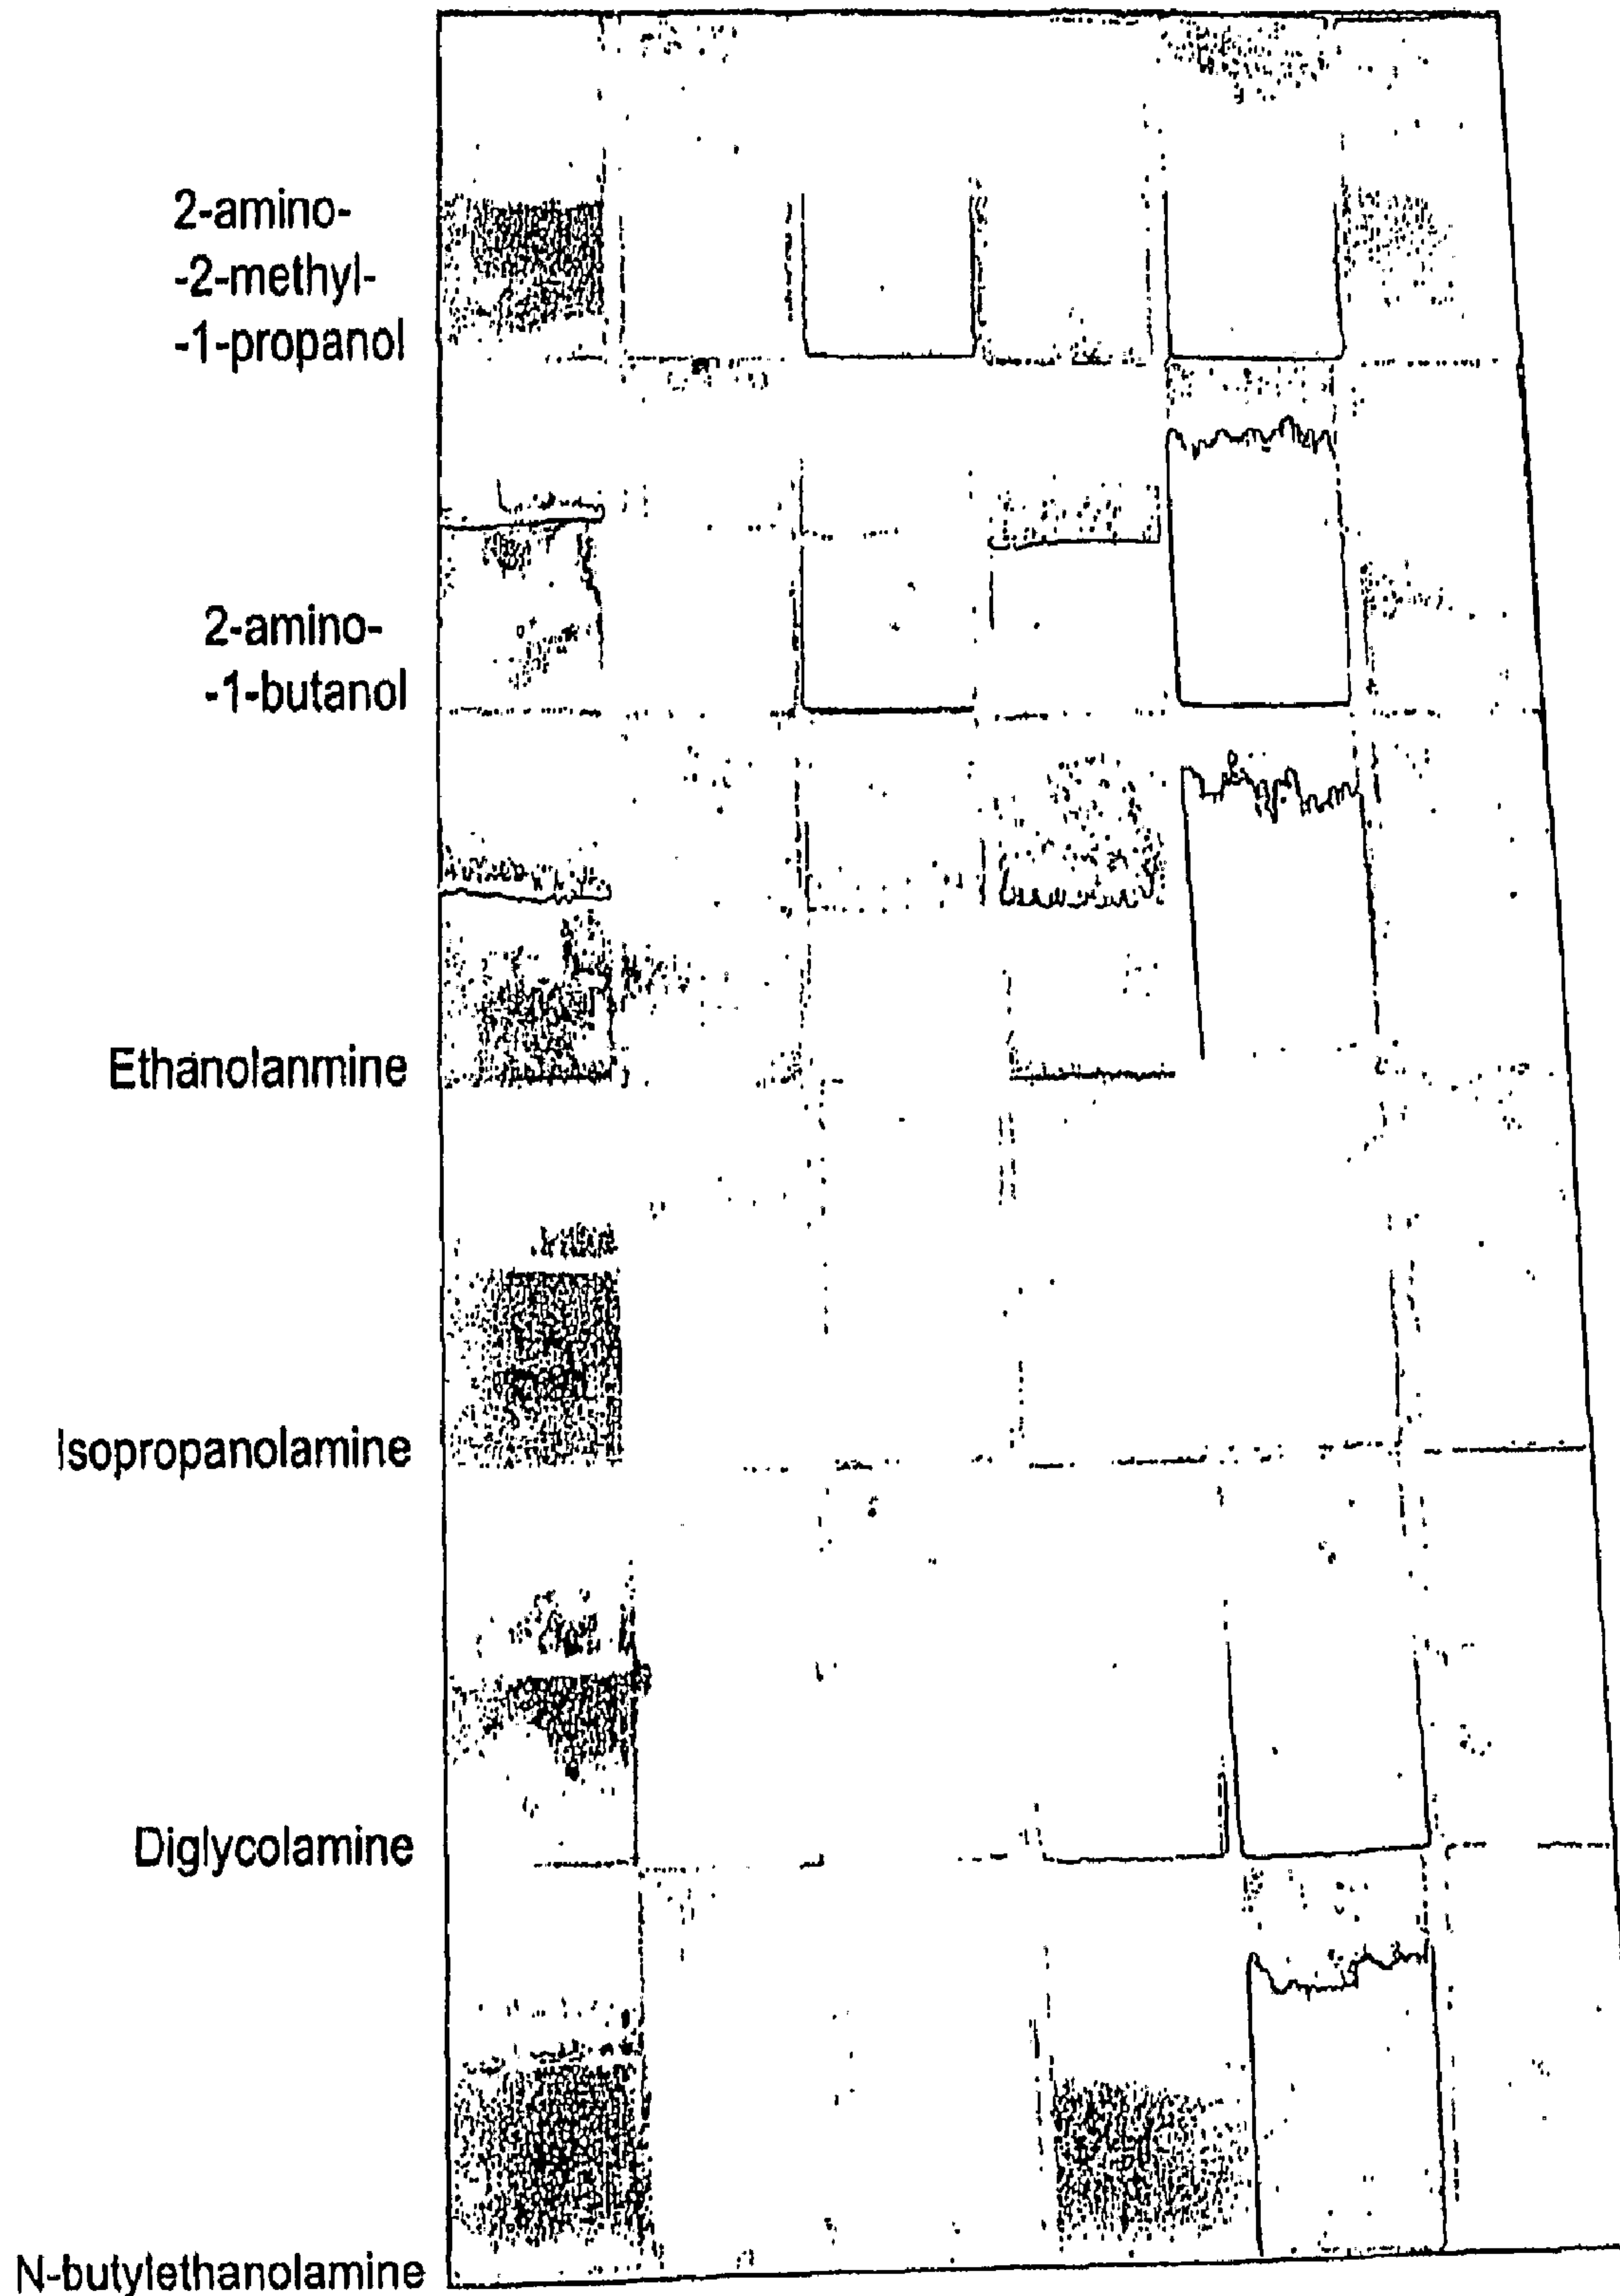 2-amino-
-2-methyl-
-1-propanol
2-amino-
-1-butanol
Ethanolanmine
Isopropanolamine
Diglycolamine
N-butylethanolamine